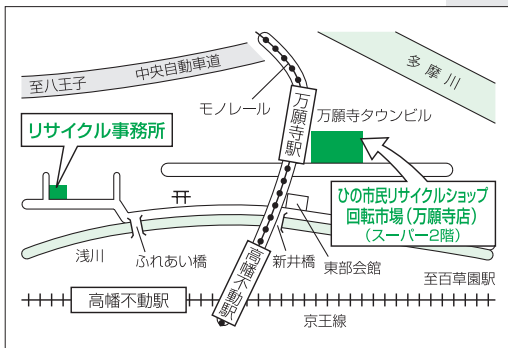 中央自動車道
至八王子
多摩川
モノレール
万願寺駅
万願寺タウンビル
リサイクル事務所
ひの市民リサイクルショップ
回転市場(万願寺店)
(スーパー2階)
浅川
ふれあい橋
高幡不動駅
新井橋
東部会館
至百草園駅
高幡不動駅
京王線